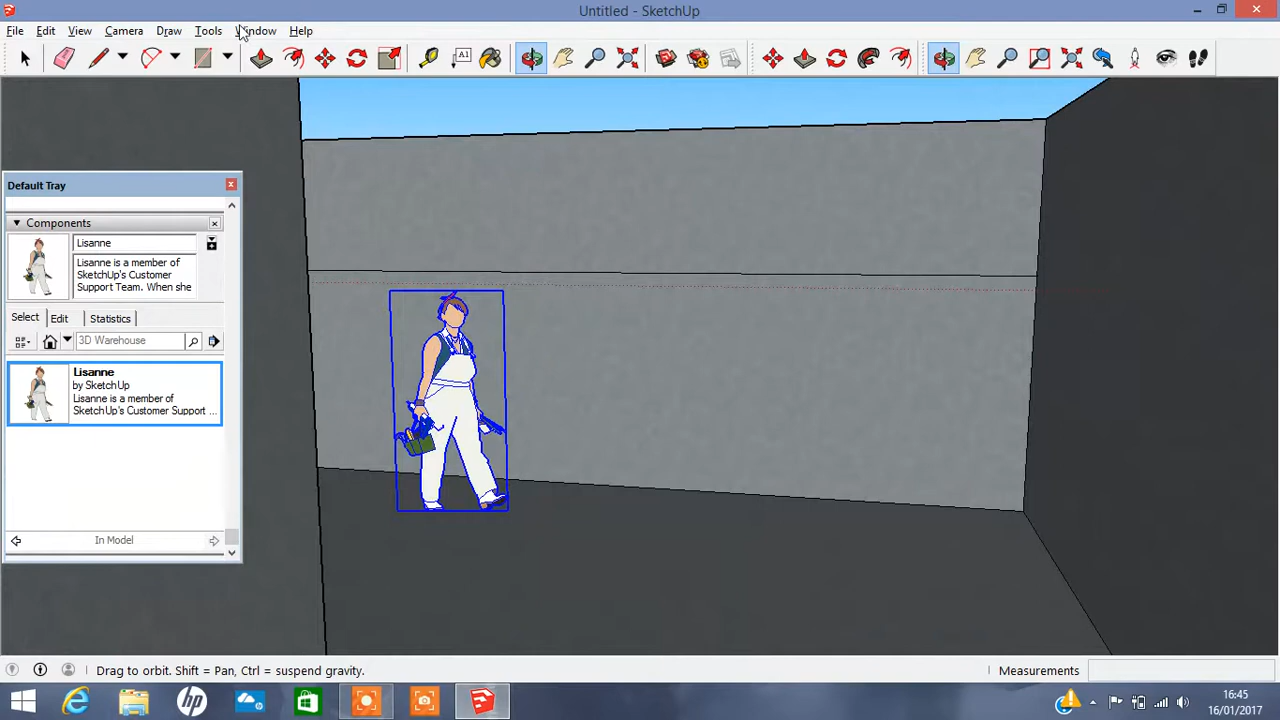 Untitled - SketchUp
File Edit View Camera Draw Tools Window Help
A1
Default Tray
Components
Lisanne
Lisanne is a member of
SketchUp's Customer
Support Team. When she
Select Edit Statistics
3D Warehouse
Lisanne
by SketchUp
Lisanne is a member of
SketchUp's Customer Support ...
In Model
Drag to orbit. Shift = Pan, Ctrl = suspend gravity.
Measurements
16:45
16/01/2017